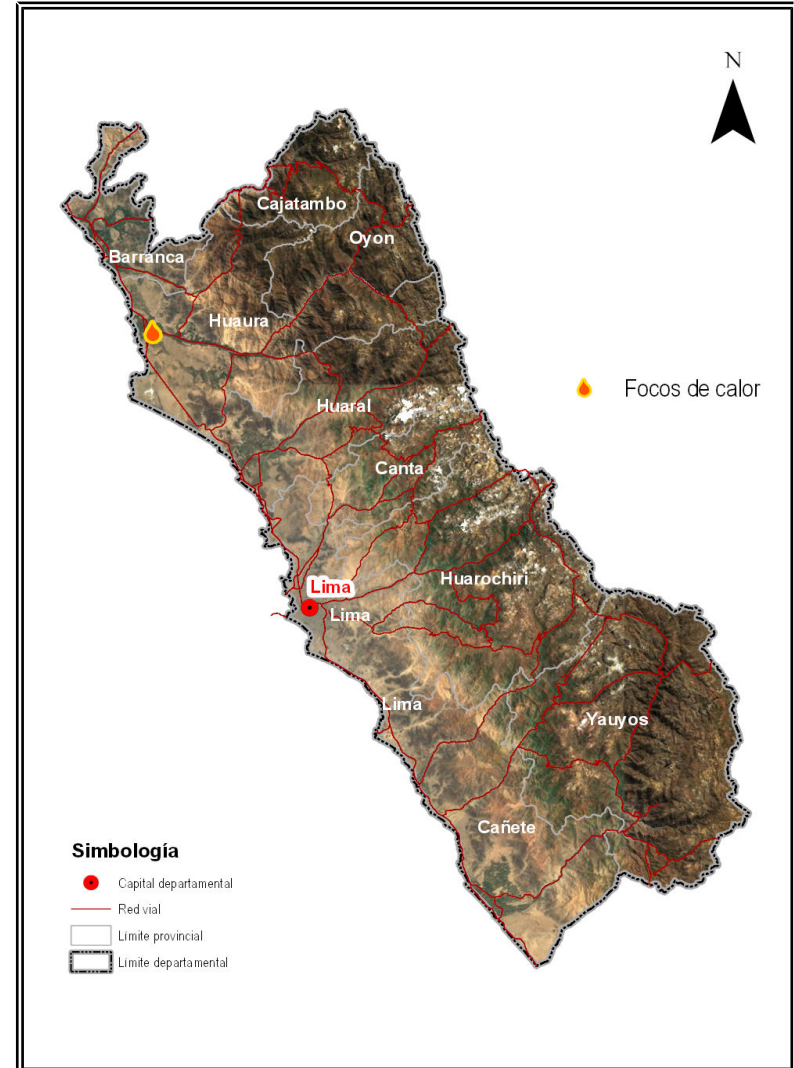 N
Cajatambo
Oyon
Barranca
Huaura
Focos de calor
Huaral
Canta
Huarochiri
Lima
Lima
Lima
Yauyos
Cañete
Simbología
Capital departamental
Red vial
Límite provincial
Límite departamental